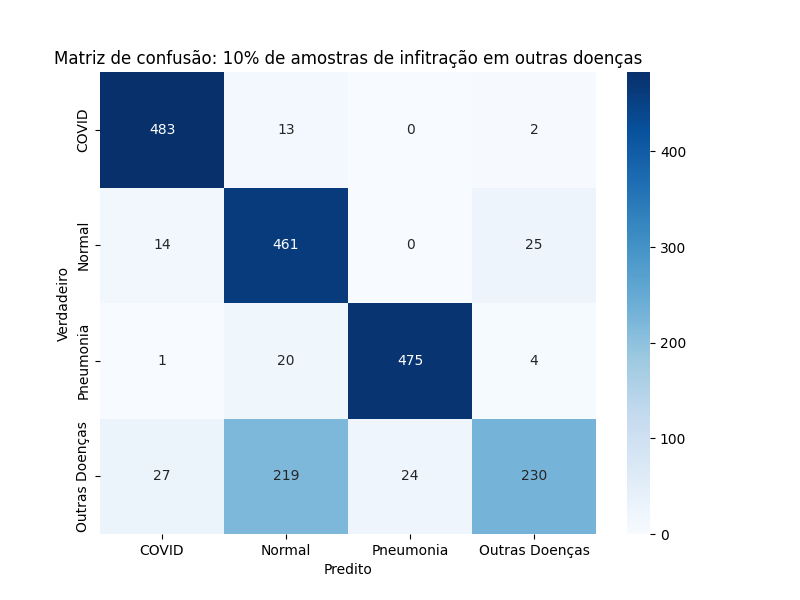 Matriz de confusão: 10% de amostras de infitração em outras doenças
Verdadeiro
COVID
483 13 0 2
Normal
14 461 0 25
Pneumonia
1 20 475 4
Outras Doenças
27 219 24 230
COVID Normal Pneumonia Outras Doenças
Predito
400
300
200
100
0